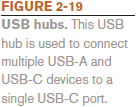 FIGURE 2-19
USB hubs. This USB
hub is used to connect
multiple USB-A and
USB-C devices to a
single USB-C port.